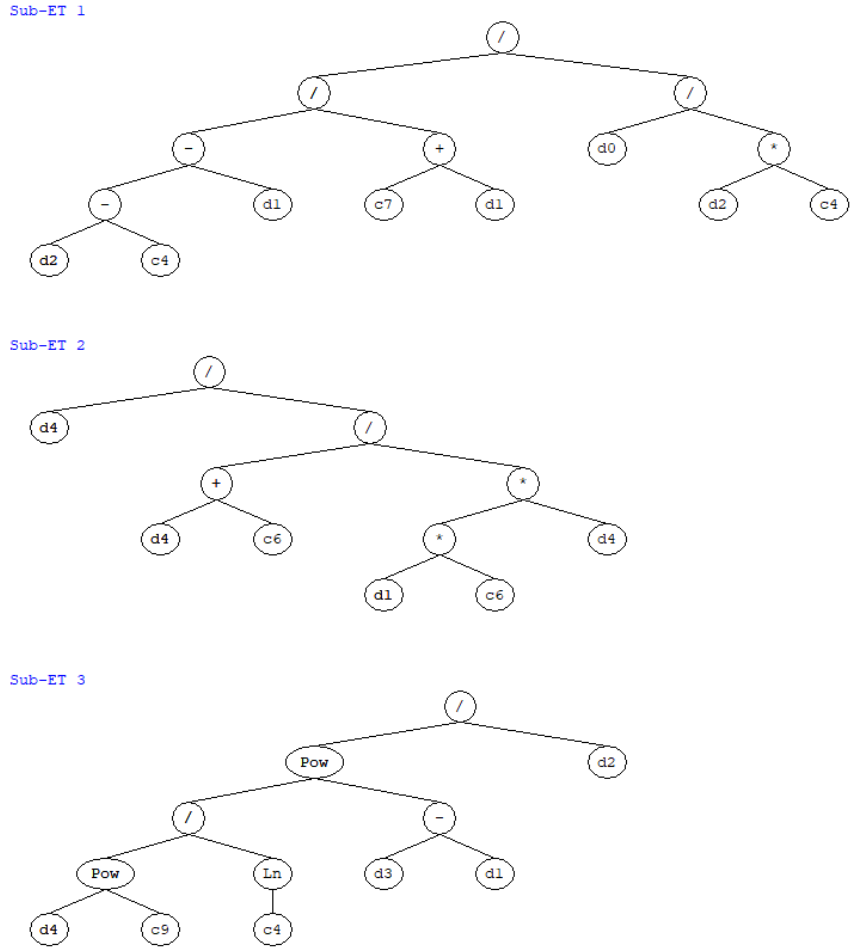 Sub-ET 1
/
/ /
- + d0 *
- d1 c7 d1 d2 c4
d2 c4
Sub-ET 2
/
d4 /
+ *
d4 c6 * d4
d1 c6
Sub-ET 3
/
Pow d2
/ -
Pow Ln d3 d1
d4 c9 c4